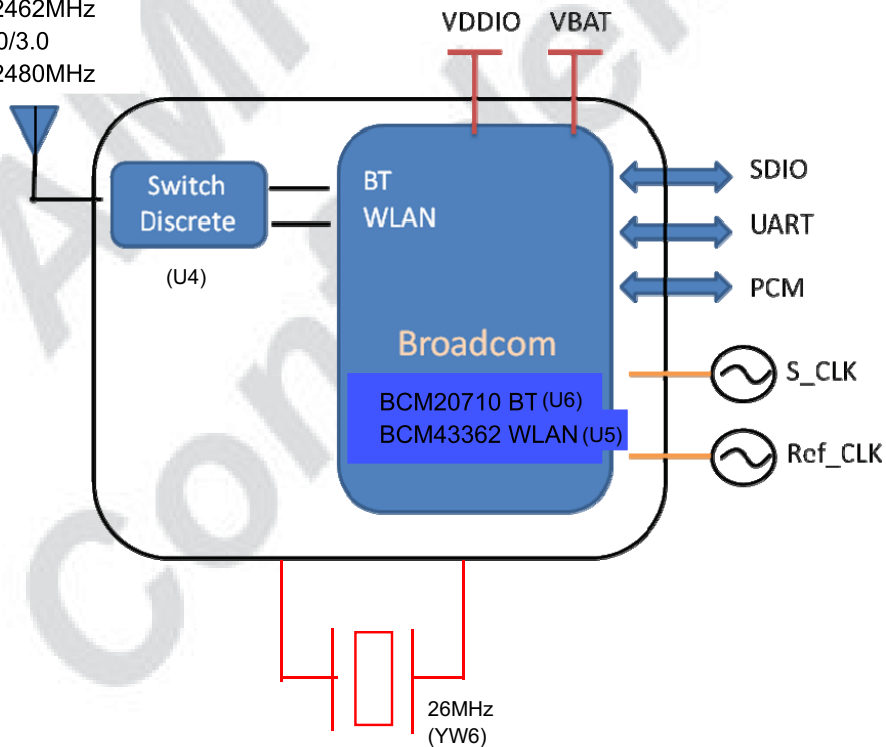 2462MHz
0/3.0
2480MHz
VDDIO VBAT
Switch
Discrete
(U4)
BT
WLAN
SDIO
UART
PCM
Broadcom
BCM20710 BT (U6)
BCM43362 WLAN (U5)
S_CLK
Ref_CLK
26MHz
(YW6)